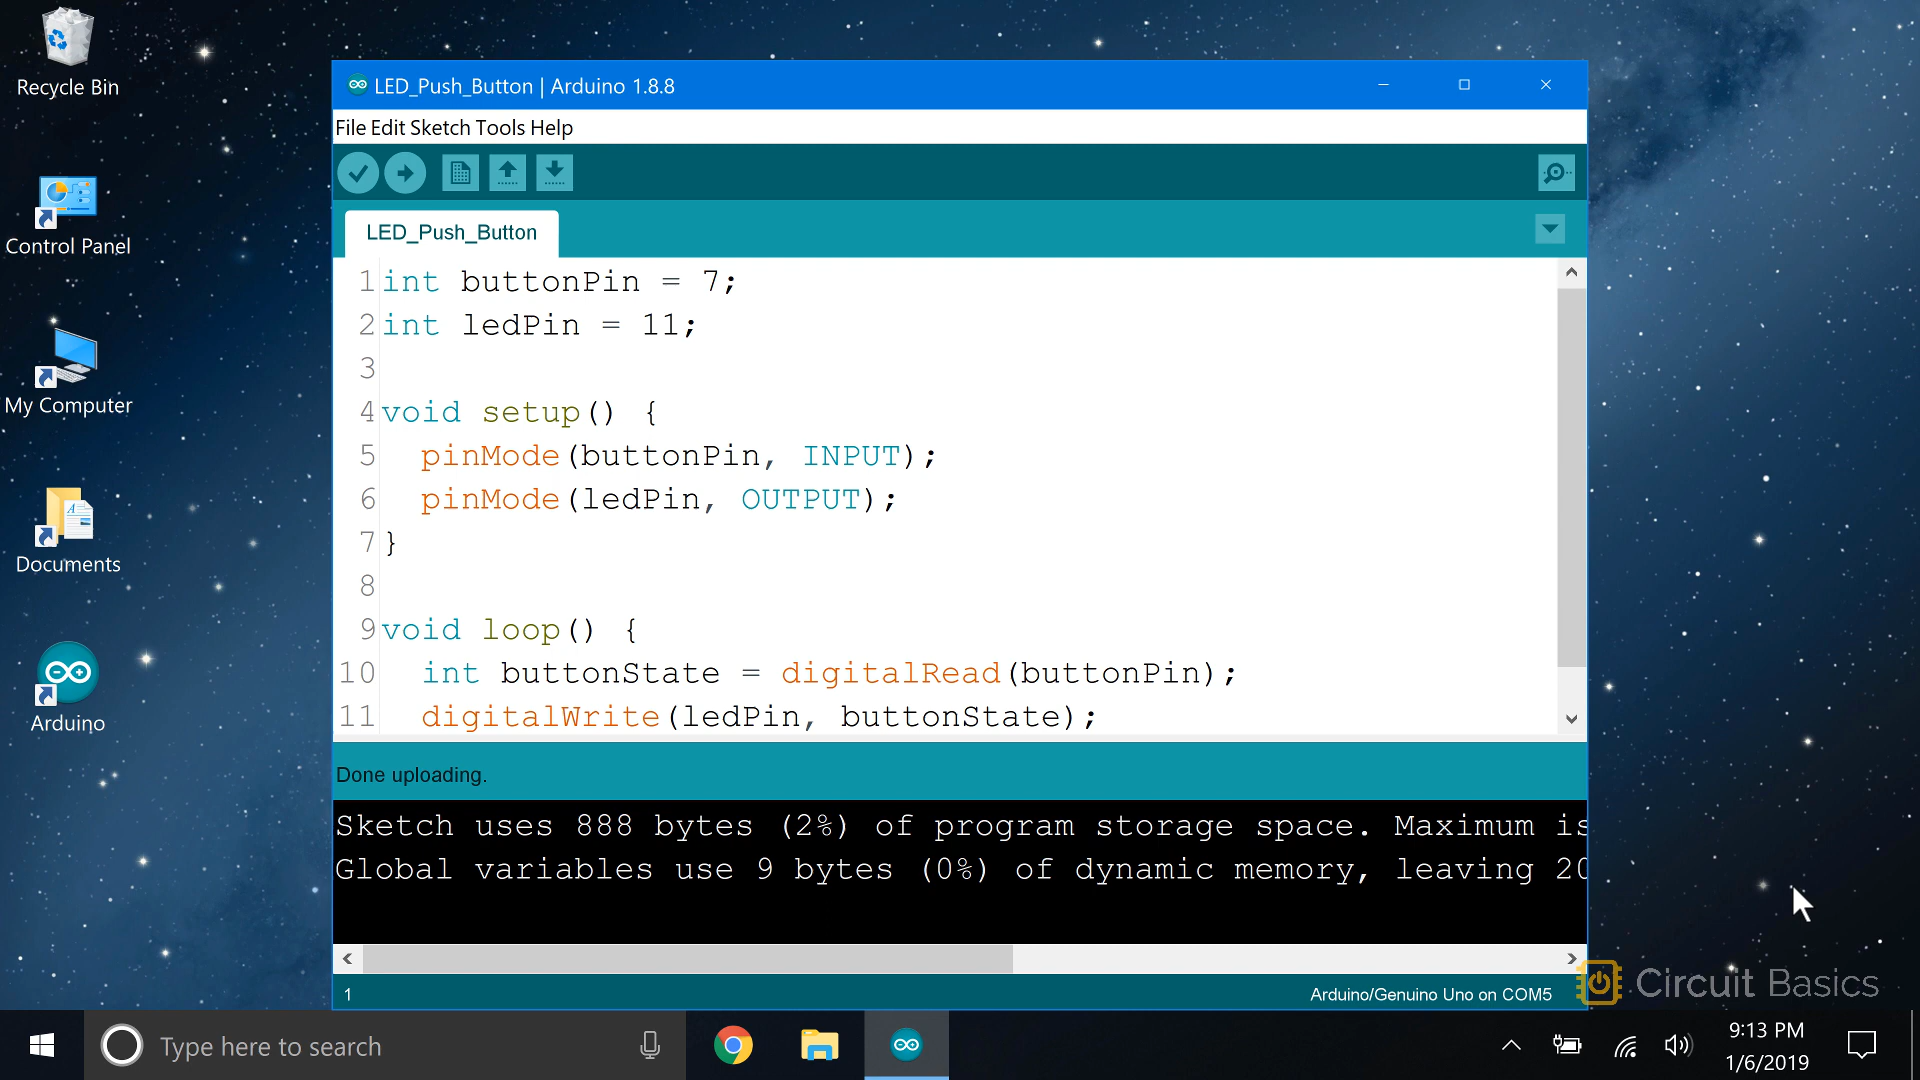 Recycle Bin
Control Panel
My Computer
Documents
Arduino
LED_Push_Button | Arduino 1.8.8
File Edit Sketch Tools Help
LED_Push_Button
1 int buttonPin = 7;
2 int ledPin = 11;
3
4 void setup() {
5 pinMode(buttonPin, INPUT);
6 pinMode(ledPin, OUTPUT);
7 }
8
9 void loop() {
10 int buttonState = digitalRead(buttonPin);
11 digitalWrite(ledPin, buttonState);
Done uploading.
Sketch uses 888 bytes (2%) of program storage space. Maximum is
Global variables use 9 bytes (0%) of dynamic memory, leaving 20
1
Arduino/Genuino Uno on COM5
Circuit Basics
Type here to search
9:13 PM
1/6/2019